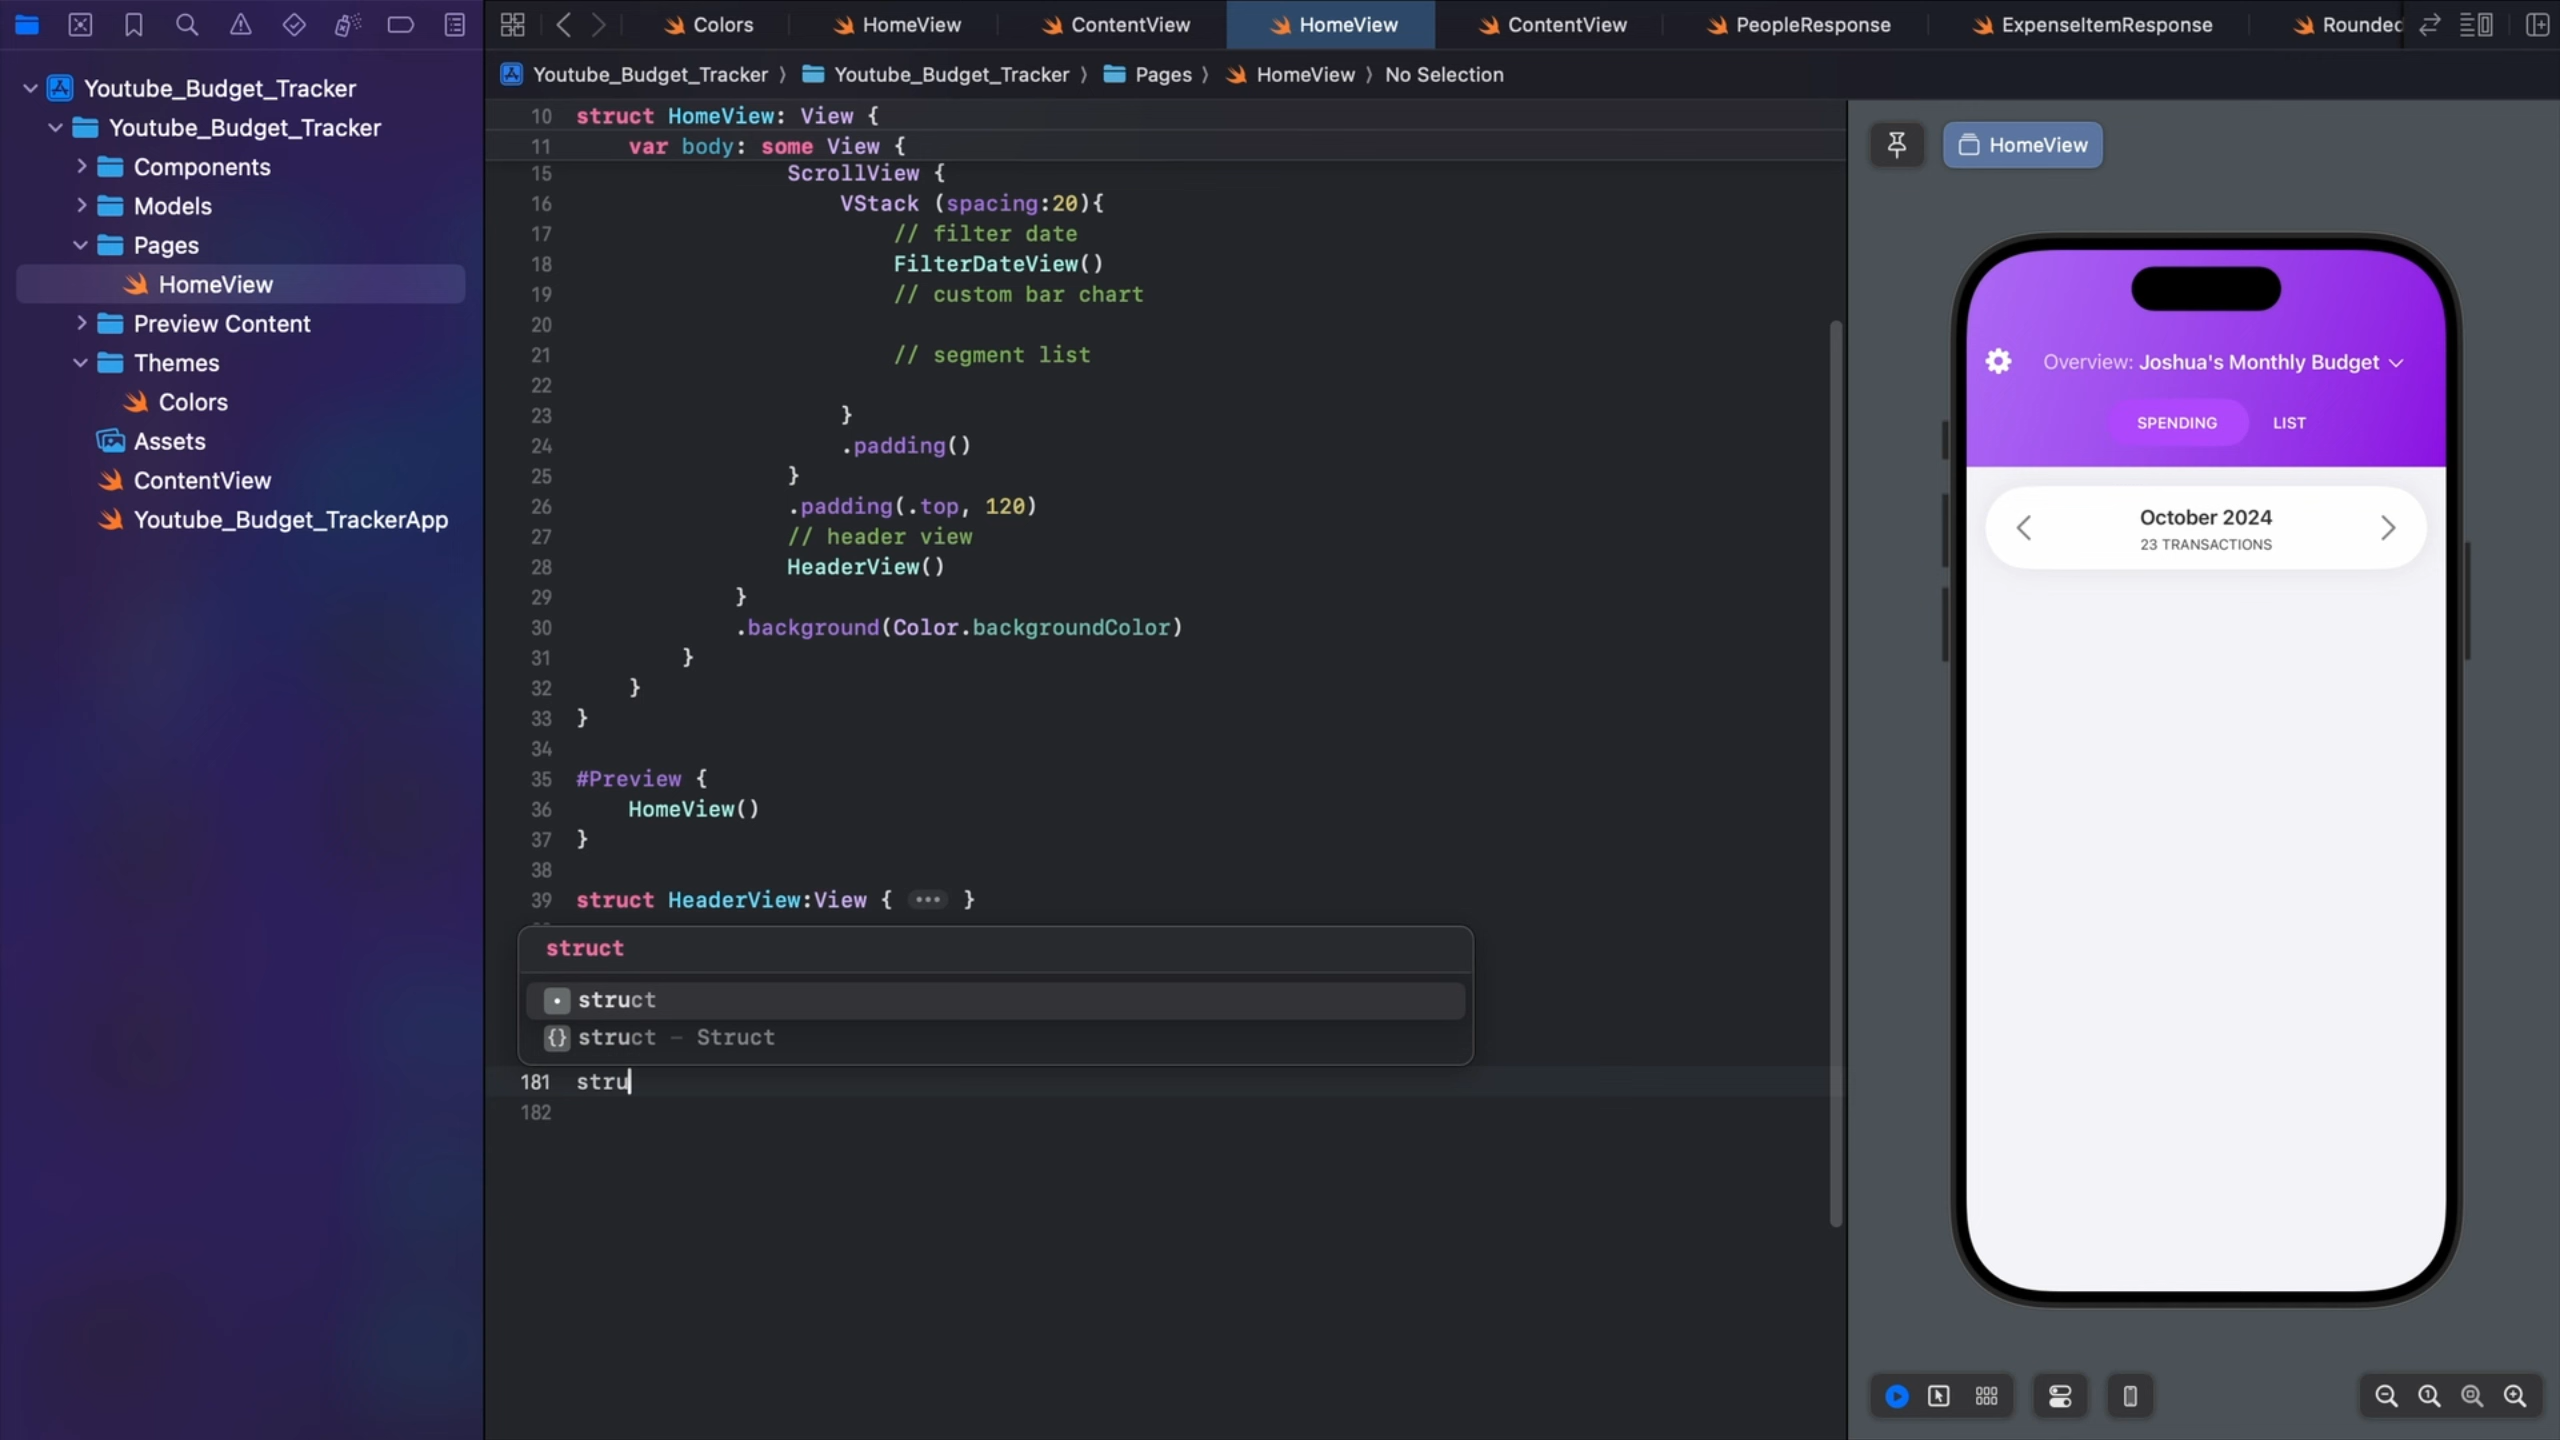 Colors
HomeView
ContentView
HomeView
ContentView
PeopleResponse
ExpenseItemResponse
Rounded
Youtube_Budget_Tracker
Youtube_Budget_Tracker
Components
Models
Pages
HomeView
Preview Content
Themes
Colors
Assets
ContentView
Youtube_Budget_TrackerApp
Youtube_Budget_Tracker 〉 Youtube_Budget_Tracker 〉 Pages 〉 HomeView 〉 No Selection
10 struct HomeView: View {
11 var body: some View {
15 ScrollView {
16 VStack (spacing:20){
17 // filter date
18 FilterDateView()
19 // custom bar chart
20
21 // segment list
22
23 }
24 .padding()
25 }
26 .padding(.top, 120)
27 // header view
28 HeaderView()
29 }
30 .background(Color.backgroundColor)
31 }
32 }
33 }
34
35 #Preview {
36 HomeView()
37 }
38
39 struct HeaderView:View { ••• }
struct
struct
{} struct – Struct
181 stru
182
HomeView
Overview: Joshua's Monthly Budget
SPENDING
LIST
October 2024
23 TRANSACTIONS